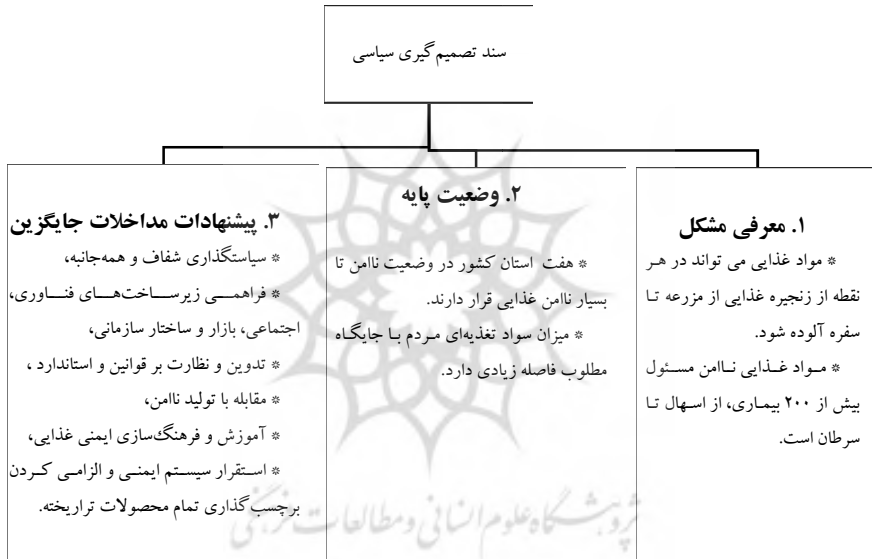 سند تصمیم‌گیری سیاسی
۱. معرفی مشکل
* مواد غذایی می تواند در هر
نقطه از زنجیره غذایی از مزرعه تا
سفره آلوده شود.
* مواد غذایی ناامن مسئول
بیش از ۲۰۰ بیماری، از اسهال تا
سرطان است.
۲. وضعیت پایه
* هفت استان کشور در وضعیت ناامن تا
بسیار ناامن غذایی قرار دارند.
* میزان سواد تغذیه‌ای مردم با جایگاه
مطلوب فاصله زیادی دارد.
۳. پیشنهادات مداخلات جایگزین
* سیاستگذاری شفاف و همه‌جانبه،
* فراهمی زیرساخت‌های فناوری،
اجتماعی، بازار و ساختار سازمانی،
* تدوین و نظارت بر قوانین و استاندارد ،
* مقابله با تولید ناامن،
* آموزش و فرهنگ‌سازی ایمنی غذایی،
* استقرار سیستم ایمنی و الزامی کردن
برچسب‌گذاری تمام محصولات تراریخته.
پژوهشگاه علوم انسانی و مطالعات فرهنگی